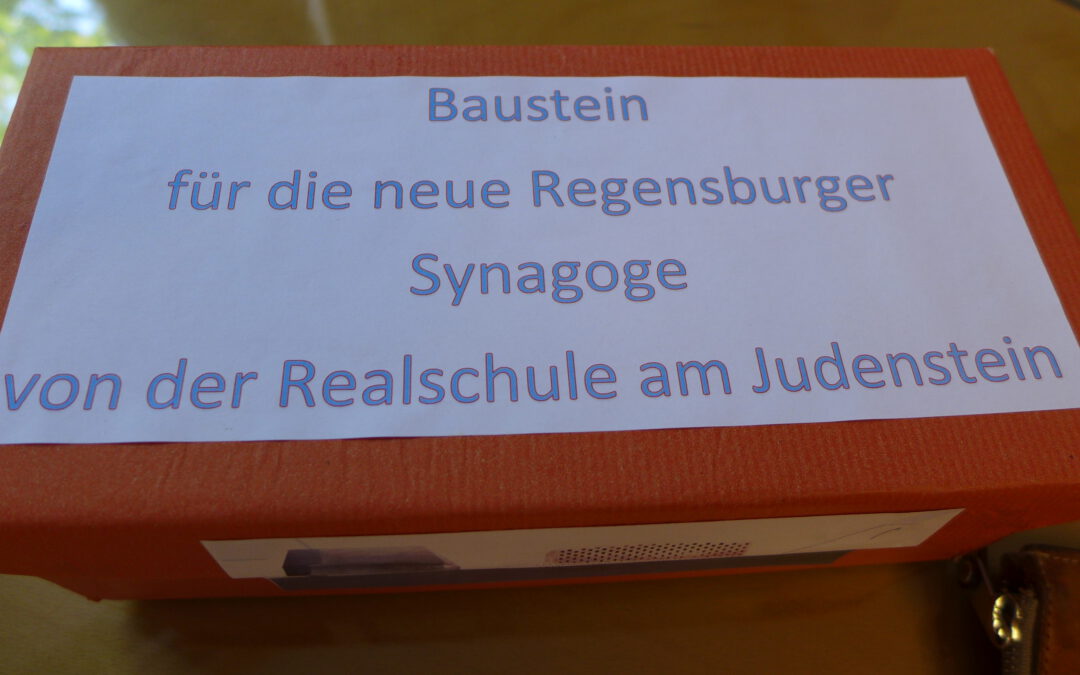 Baustein
für die neue Regensburger
Synagoge
von der Realschule am Judenstein